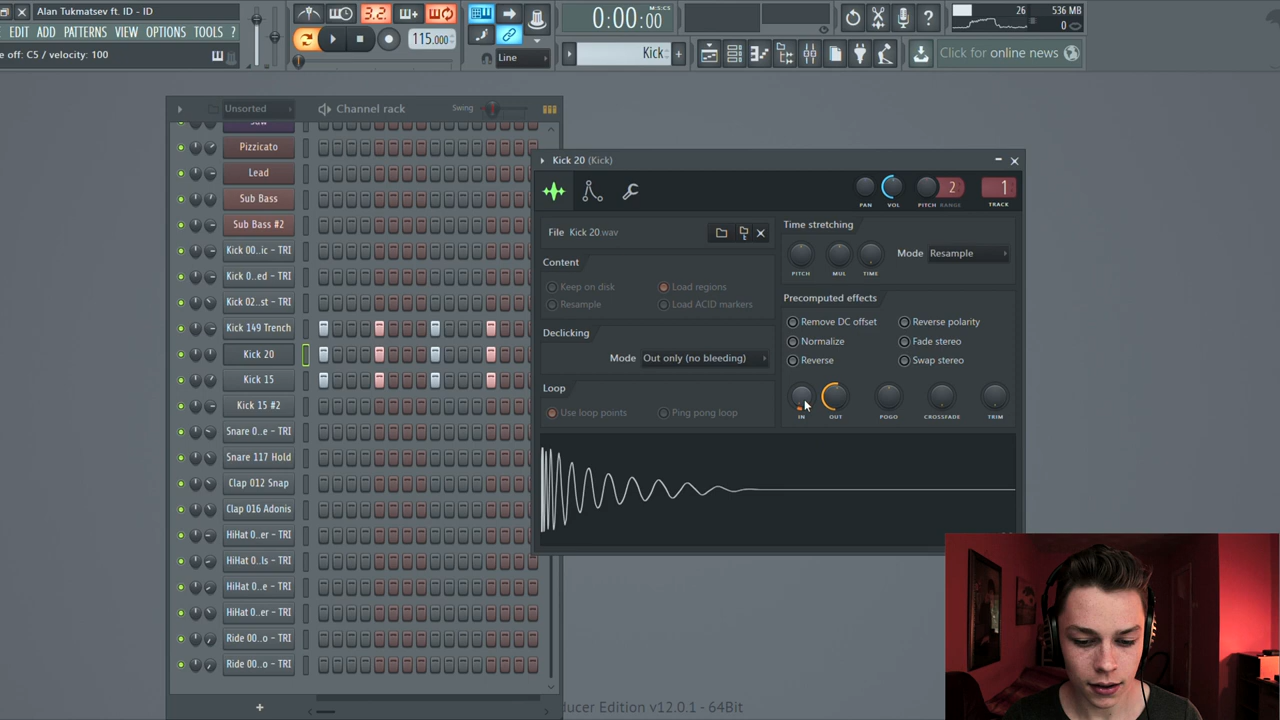 Alan Tukmatsev ft. ID - ID
EDIT ADD PATTERNS VIEW OPTIONS TOOLS ?
e off: C5 / velocity: 100
3.2.
115.000
Line
0:00:00
M:S:CS
Kick
26
536 MB
0
Click for online news
Unsorted
Channel rack
Swing
Pizzicato
Lead
Sub Bass
Sub Bass #2
Kick 00..ic – TRI
Kick 0..ed – TRI
Kick 02..st – TRI
Kick 149 Trench
Kick 20
Kick 15
Kick 15 #2
Snare 0..e – TRI
Snare 117 Hold
Clap 012 Snap
Clap 016 Adonis
HiHat 0..er – TRI
HiHat 0..ls – TRI
HiHat 0..e – TRI
HiHat 0..er – TRI
Ride 00..o – TRI
Ride 00..o – TRI
+
Kick 20 (Kick)
2
1
PAN
VOL
PITCH
RANGE
TRACK
File Kick 20.wav
Content
Keep on disk
Load regions
Resample
Load ACID markers
Declicking
Mode Out only (no bleeding)
Loop
Use loop points
Ping pong loop
Time stretching
PITCH
MUL
TIME
Mode Resample
Precomputed effects
Remove DC offset
Reverse polarity
Normalize
Fade stereo
Reverse
Swap stereo
IN
OUT
POGO
CROSSFADE
TRIM
ducer Edition v12.0.1 - 64Bit